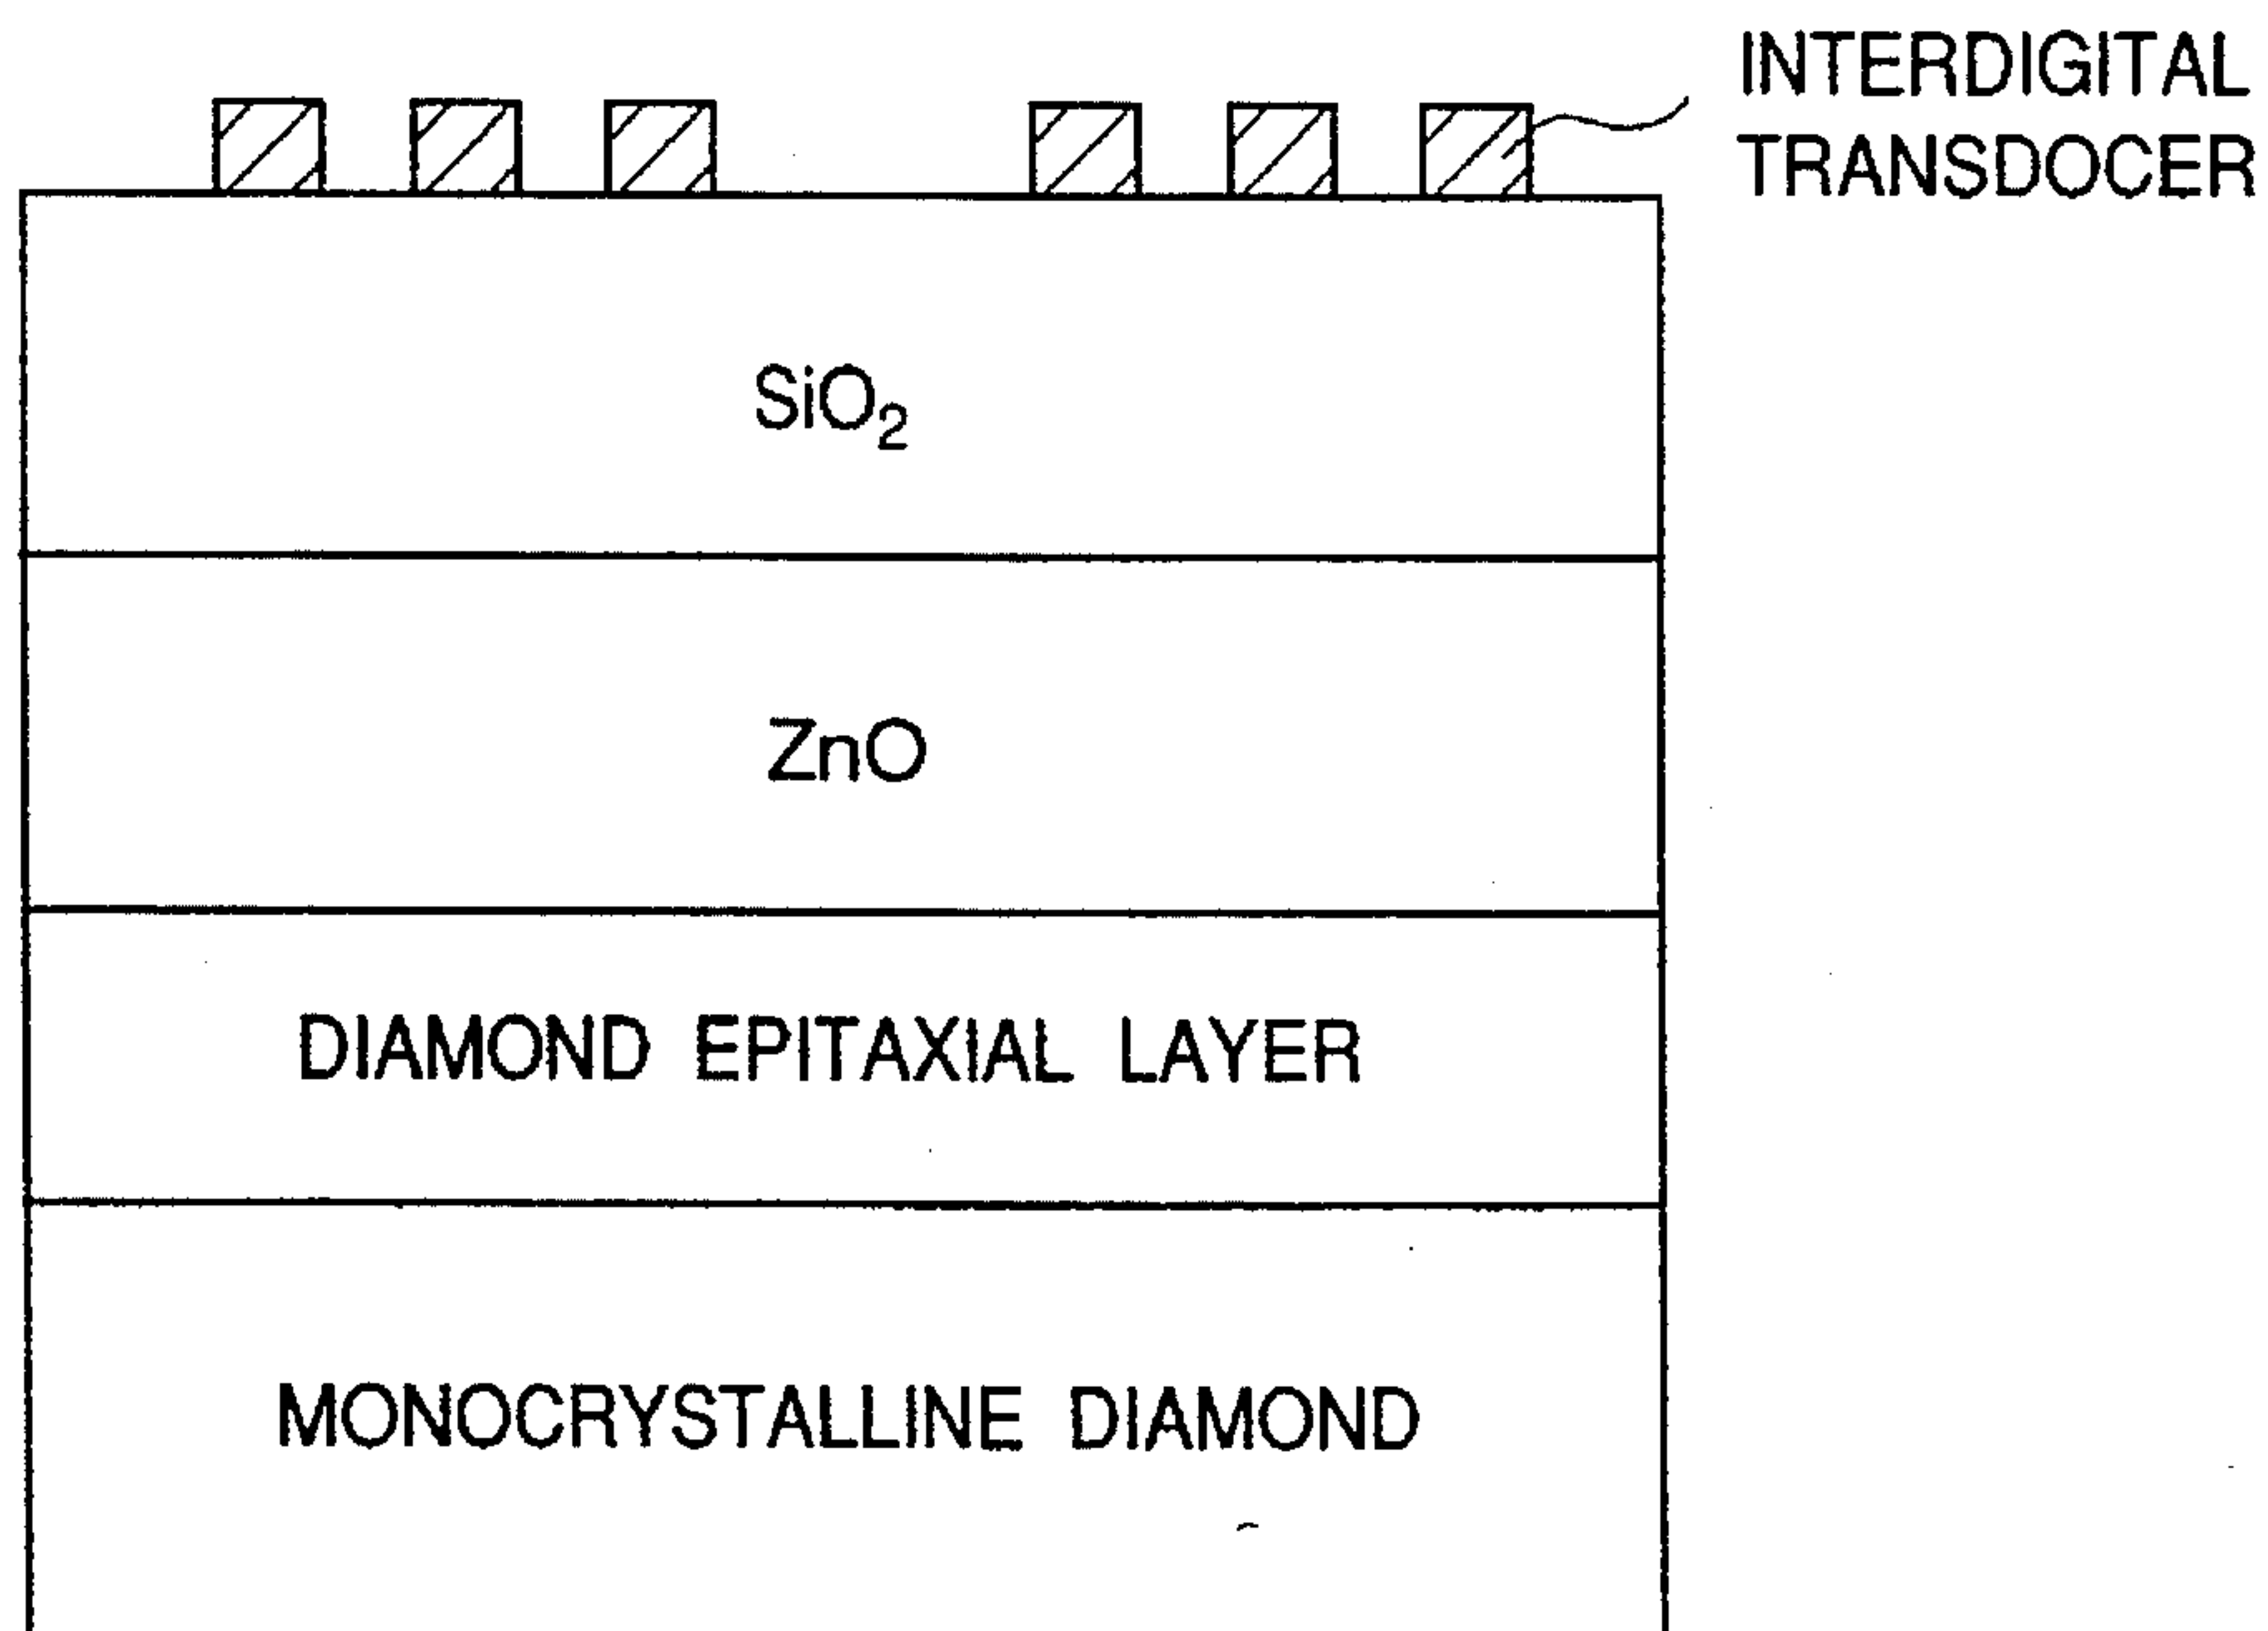 INTERDIGITAL
TRANSDOCER
SiO₂
ZnO
DIAMOND EPITAXIAL LAYER
MONOCRYSTALLINE DIAMOND